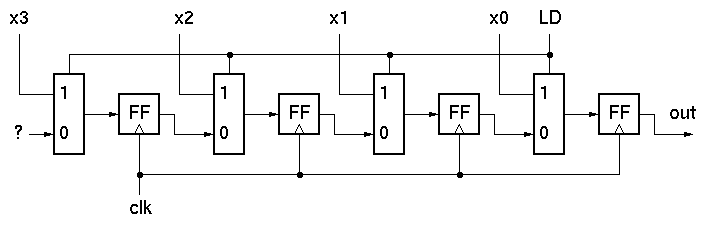 x3 x2 x1 x0 LD
1 1 1 1
FF FF FF FF out
? 0 0 0 0
clk